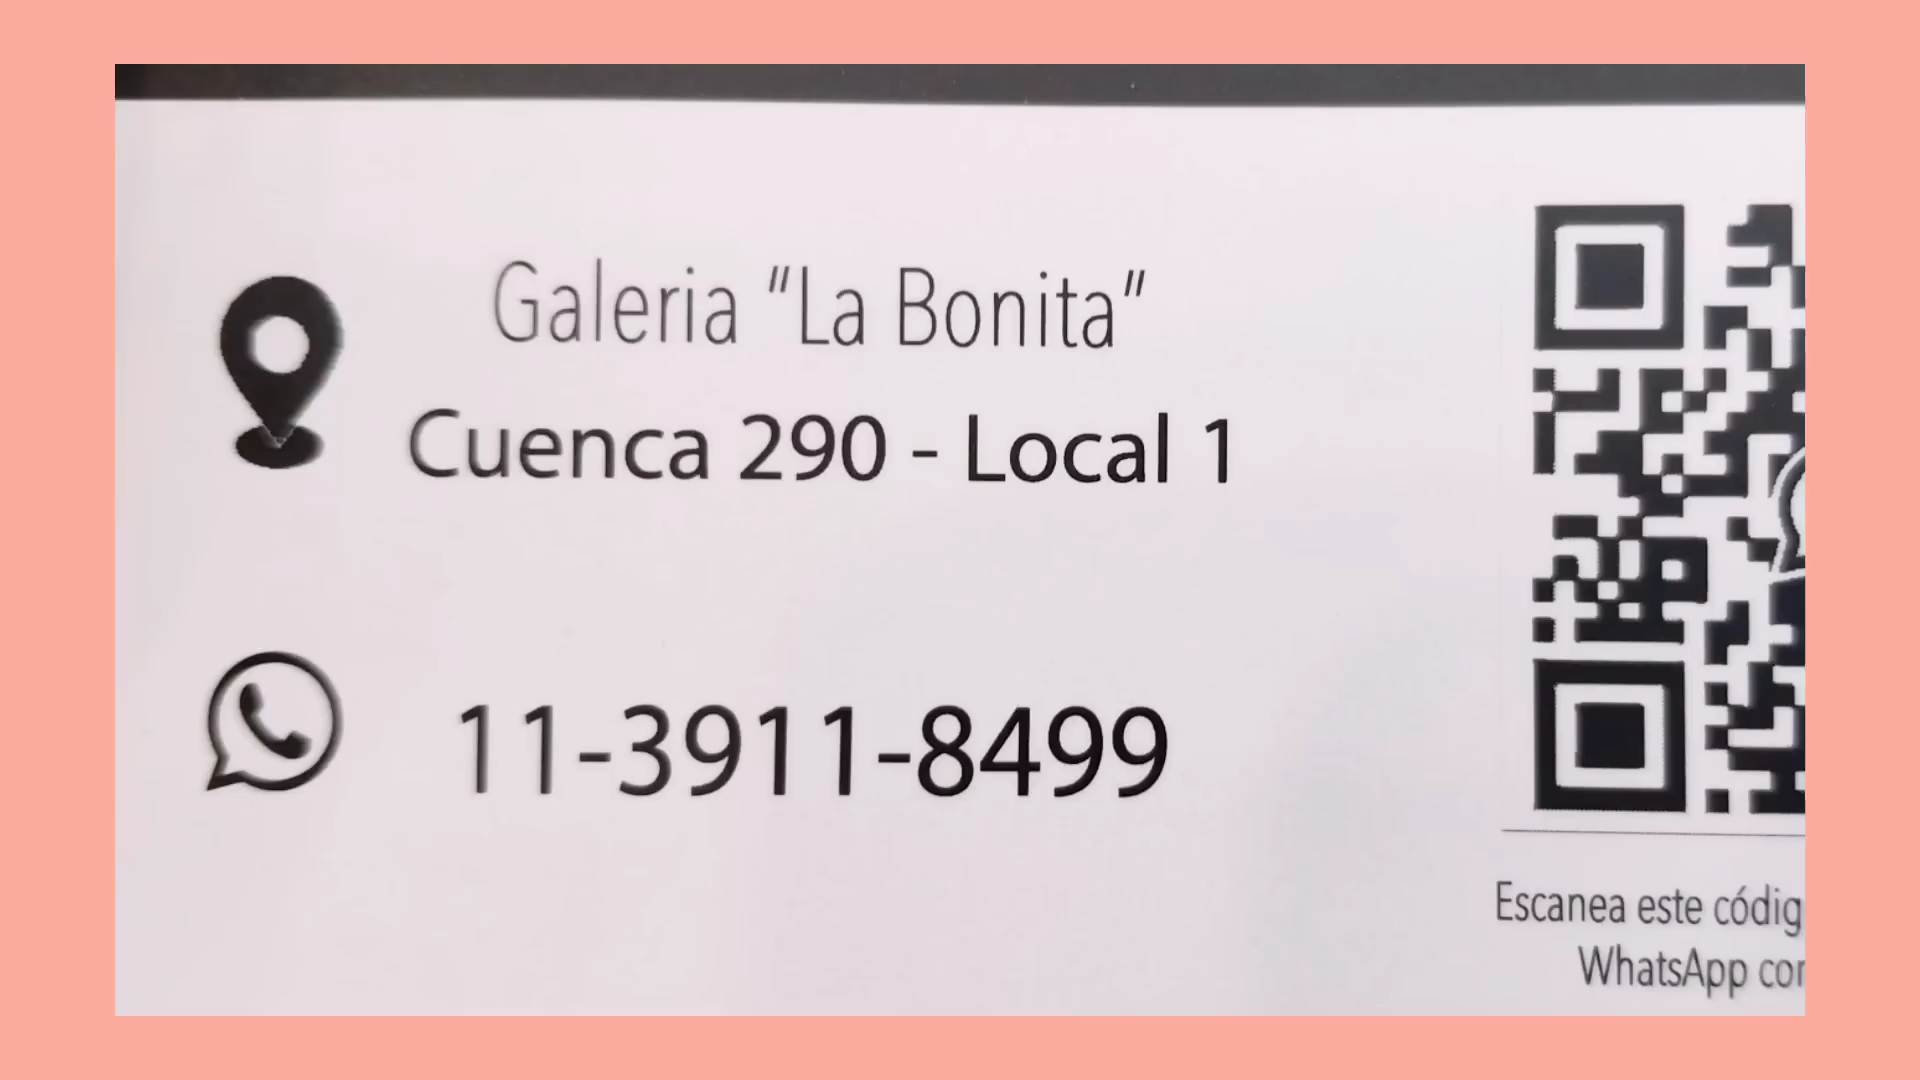 Galeria "La Bonita"
Cuenca 290 - Local 1
11-3911-8499
Escanea este códig
WhatsApp cor